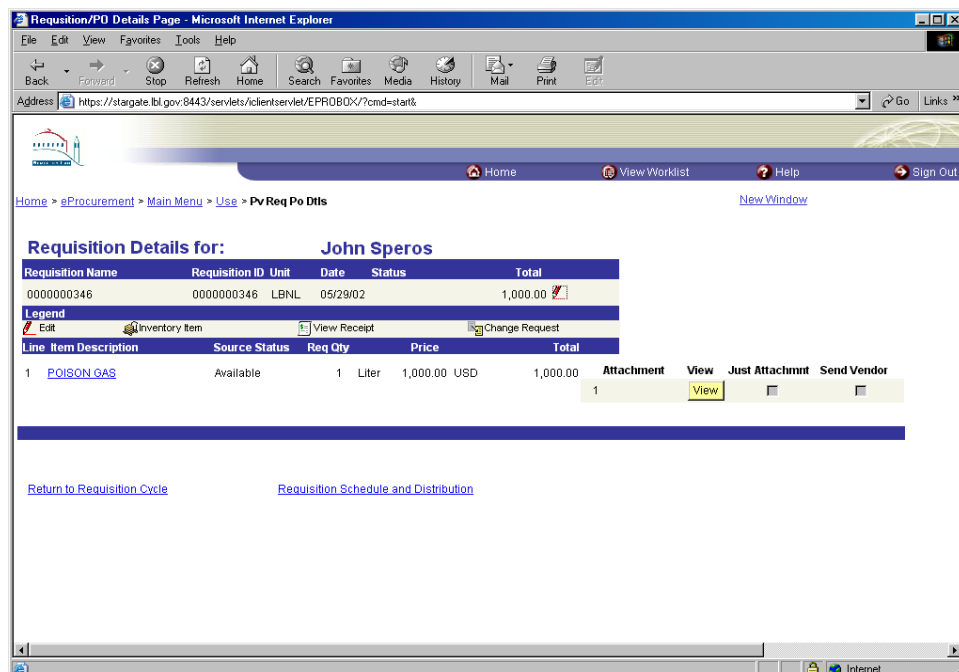 Requsition/PO Details Page - Microsoft Internet Explorer
File Edit View Favorites Tools Help
Back Forward Stop Refresh Home Search Favorites Media History Mail Print Edit
Address https://stargate.lbl.gov:8443/servlets/iclientservlet/EPROBOX/?cmd=start& Go Links »
Home View Worklist Help Sign Out
Home > eProcurement > Main Menu > Use > Pv Req Po Dtls New Window
Requisition Details for: John Speros
Requisition Name Requisition ID Unit Date Status Total
0000000346 0000000346 LBNL 05/29/02 1,000.00
Legend
Edit Inventory Item View Receipt Change Request
Line Item Description Source Status Req Qty Price Total
Attachment View Just Attachmnt Send Vendor
1 POISON GAS Available 1 Liter 1,000.00 USD 1,000.00
1 View
Return to Requisition Cycle Requisition Schedule and Distribution
Internet